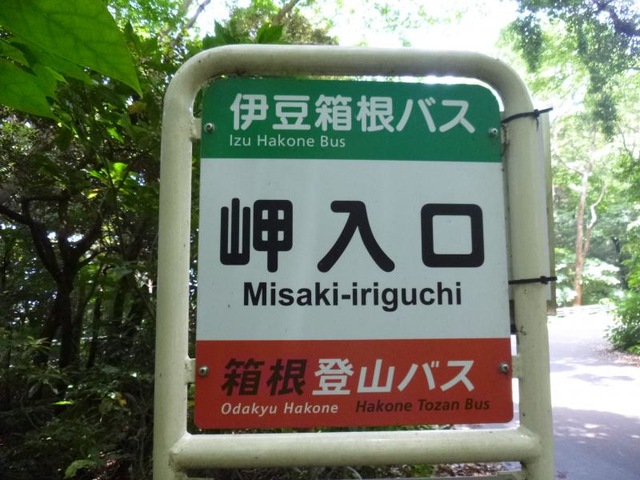 伊豆箱根バス
Izu Hakone Bus
岬入口
Misaki-iriguchi
箱根登山バス
Odakyu Hakone Hakone Tozan Bus